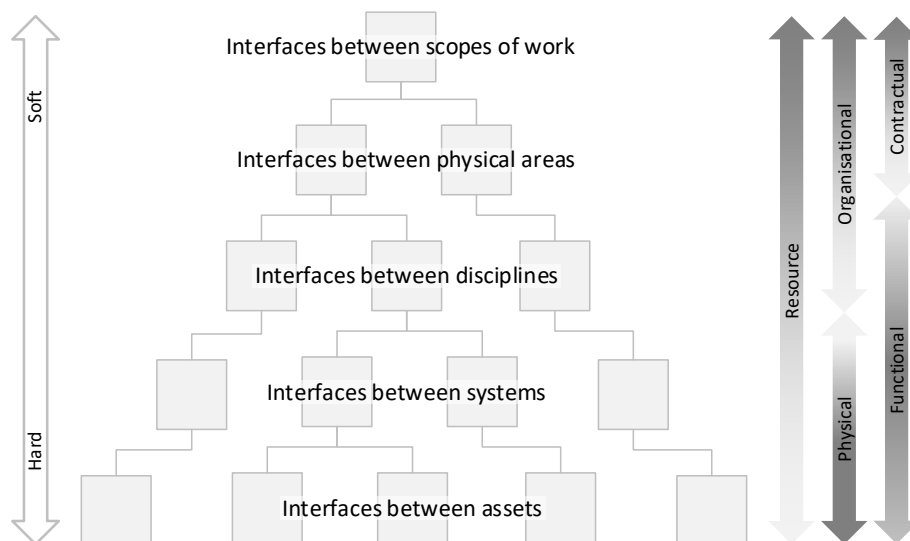 Interfaces between scopes of work
Soft
Interfaces between physical areas
Interfaces between disciplines
Interfaces between systems
Hard
Interfaces between assets
Resource
Organisational
Physical
Contractual
Functional